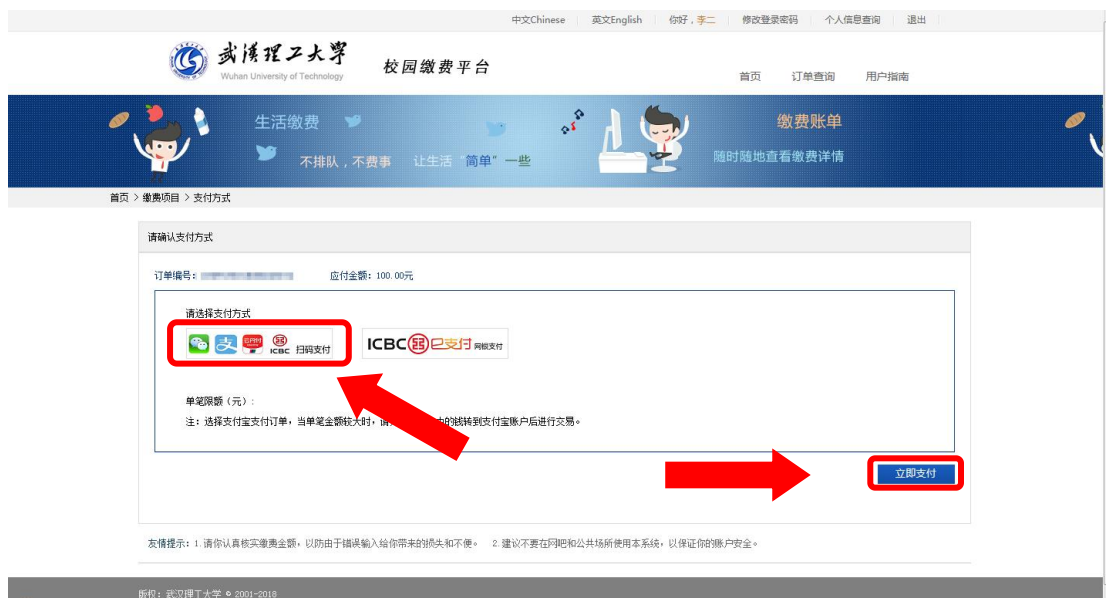 中文Chinese 英文English 你好,李二 修改登录密码 个人信息查询 退出
武汉理工大学
Wuhan University of Technology
校园缴费平台
首页 订单查询 用户指南
生活缴费
不排队,不费事 让生活“简单”一些
缴费账单
随时随地查看缴费详情
首页 > 缴费项目 > 支付方式
请确认支付方式
订单编号: 应付金额:100.00元
请选择支付方式
ICBC 扫码支付 ICBC e支付 网银支付
单笔限额(元):
注:选择支付宝支付订单,当单笔金额较大时, 的钱转到支付宝账户后进行交易。
立即支付
友情提示:1.请你认真核实缴费金额,以防由于错误输入给你带来的损失和不便。 2.建议不要在网吧和公共场所使用本系统,以保证你的账户安全。
版权:武汉理工大学 © 2001-2018